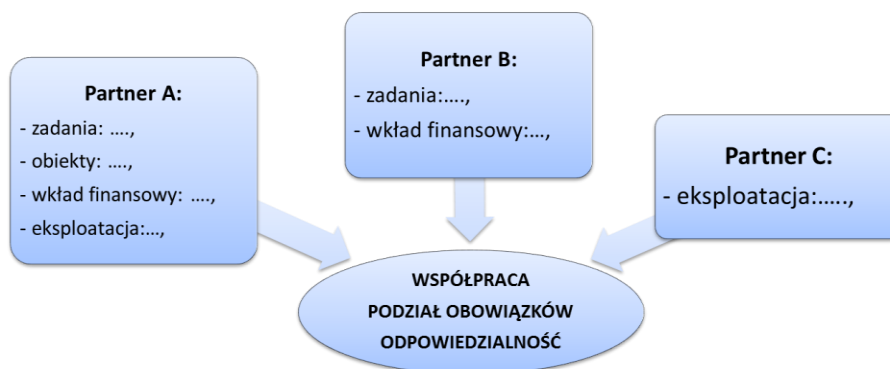 Partner A:
- zadania: ....,
- obiekty: ....,
- wkład finansowy: ....,
- eksploatacja:...,
Partner B:
- zadania:....,
- wkład finansowy:...,
Partner C:
- eksploatacja:.....,
WSPÓŁPRACA
PODZIAŁ OBOWIĄZKÓW
ODPOWIEDZIALNOŚĆ